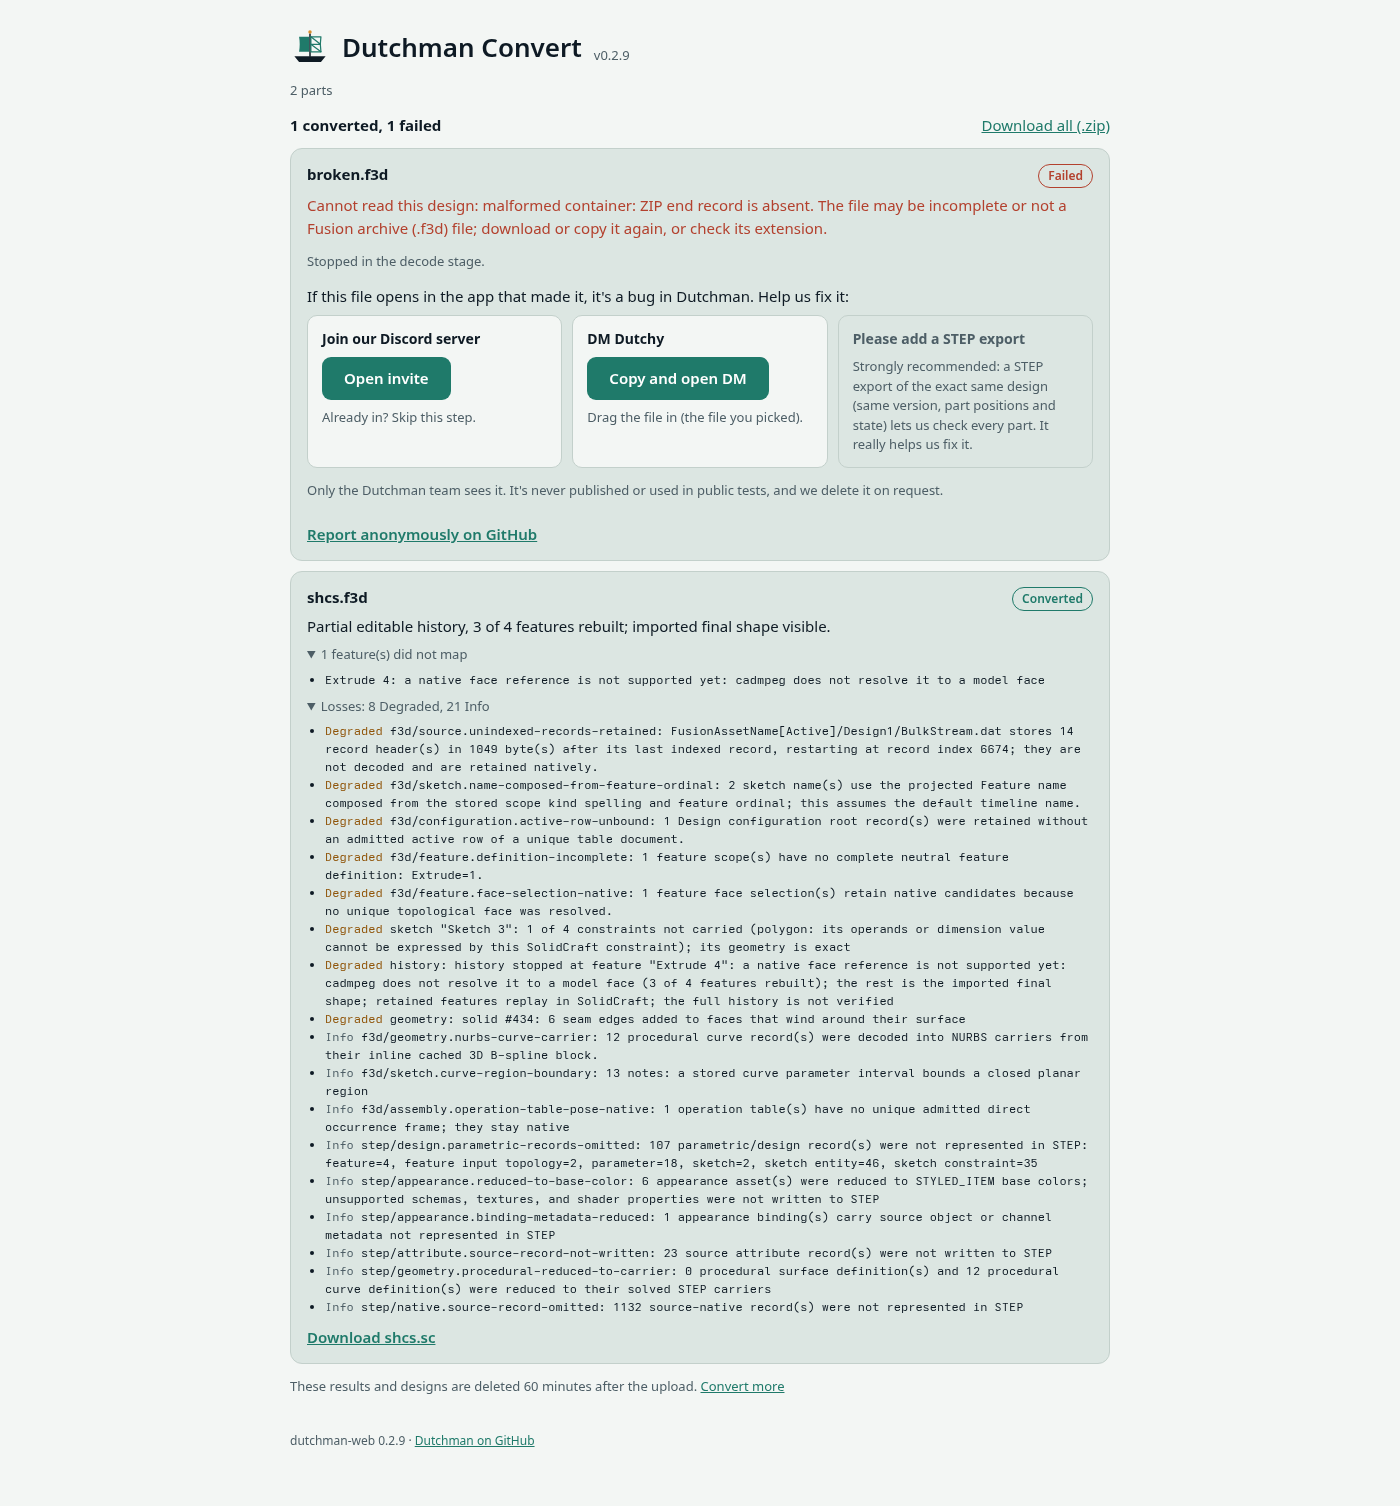 Dutchman Convert v0.2.9
2 parts
1 converted, 1 failed
Download all (.zip)
broken.f3d
Failed
Cannot read this design: malformed container: ZIP end record is absent. The file may be incomplete or not a
Fusion archive (.f3d) file; download or copy it again, or check its extension.
Stopped in the decode stage.
If this file opens in the app that made it, it's a bug in Dutchman. Help us fix it:
Join our Discord server
Open invite
Already in? Skip this step.
DM Dutchy
Copy and open DM
Drag the file in (the file you picked).
Please add a STEP export
Strongly recommended: a STEP
export of the exact same design
(same version, part positions and
state) lets us check every part. It
really helps us fix it.
Only the Dutchman team sees it. It's never published or used in public tests, and we delete it on request.
Report anonymously on GitHub
shcs.f3d
Converted
Partial editable history, 3 of 4 features rebuilt; imported final shape visible.
▼ 1 feature(s) did not map
• Extrude 4: a native face reference is not supported yet: cadmpeg does not resolve it to a model face
▼ Losses: 8 Degraded, 21 Info
• Degraded f3d/source.unindexed-records-retained: FusionAssetName[Active]/Design1/BulkStream.dat stores 14
record header(s) in 1049 byte(s) after its last indexed record, restarting at record index 6674; they are
not decoded and are retained natively.
• Degraded f3d/sketch.name-composed-from-feature-ordinal: 2 sketch name(s) use the projected Feature name
composed from the stored scope kind spelling and feature ordinal; this assumes the default timeline name.
• Degraded f3d/configuration.active-row-unbound: 1 Design configuration root record(s) were retained without
an admitted active row of a unique table document.
• Degraded f3d/feature.definition-incomplete: 1 feature scope(s) have no complete neutral feature
definition: Extrude=1.
• Degraded f3d/feature.face-selection-native: 1 feature face selection(s) retain native candidates because
no unique topological face was resolved.
• Degraded sketch "Sketch 3": 1 of 4 constraints not carried (polygon: its operands or dimension value
cannot be expressed by this SolidCraft constraint); its geometry is exact
• Degraded history: history stopped at feature "Extrude 4": a native face reference is not supported yet:
cadmpeg does not resolve it to a model face (3 of 4 features rebuilt); the rest is the imported final
shape; retained features replay in SolidCraft; the full history is not verified
• Degraded geometry: solid #434: 6 seam edges added to faces that wind around their surface
• Info f3d/geometry.nurbs-curve-carrier: 12 procedural curve record(s) were decoded into NURBS carriers from
their inline cached 3D B-spline block.
• Info f3d/sketch.curve-region-boundary: 13 notes: a stored curve parameter interval bounds a closed planar
region
• Info f3d/assembly.operation-table-pose-native: 1 operation table(s) have no unique admitted direct
occurrence frame; they stay native
• Info step/design.parametric-records-omitted: 107 parametric/design record(s) were not represented in STEP:
feature=4, feature input topology=2, parameter=18, sketch=2, sketch entity=46, sketch constraint=35
• Info step/appearance.reduced-to-base-color: 6 appearance asset(s) were reduced to STYLED_ITEM base colors;
unsupported schemas, textures, and shader properties were not written to STEP
• Info step/appearance.binding-metadata-reduced: 1 appearance binding(s) carry source object or channel
metadata not represented in STEP
• Info step/attribute.source-record-not-written: 23 source attribute record(s) were not written to STEP
• Info step/geometry.procedural-reduced-to-carrier: 0 procedural surface definition(s) and 12 procedural
curve definition(s) were reduced to their solved STEP carriers
• Info step/native.source-record-omitted: 1132 source-native record(s) were not represented in STEP
Download shcs.sc
These results and designs are deleted 60 minutes after the upload. Convert more
dutchman-web 0.2.9 · Dutchman on GitHub